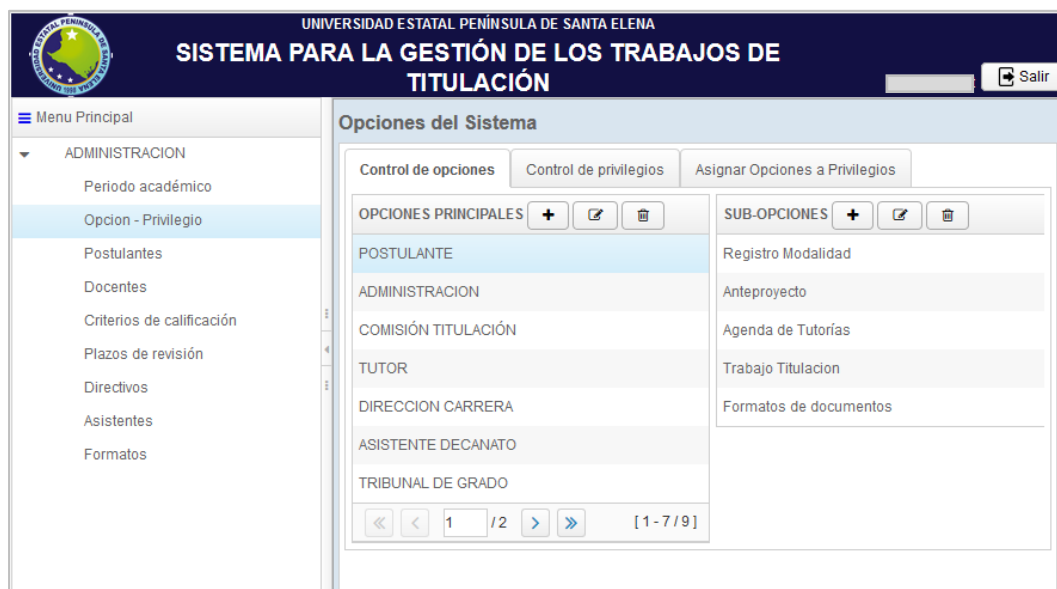 UNIVERSIDAD ESTATAL PENÍNSULA DE SANTA ELENA
SISTEMA PARA LA GESTIÓN DE LOS TRABAJOS DE
TITULACIÓN
Salir
Menu Principal
ADMINISTRACION
Periodo académico
Opcion - Privilegio
Postulantes
Docentes
Criterios de calificación
Plazos de revisión
Directivos
Asistentes
Formatos
Opciones del Sistema
Control de opciones
Control de privilegios
Asignar Opciones a Privilegios
OPCIONES PRINCIPALES
POSTULANTE
ADMINISTRACION
COMISIÓN TITULACIÓN
TUTOR
DIRECCION CARRERA
ASISTENTE DECANATO
TRIBUNAL DE GRADO
1 / 2 [ 1 - 7 / 9 ]
SUB-OPCIONES
Registro Modalidad
Anteproyecto
Agenda de Tutorías
Trabajo Titulacion
Formatos de documentos